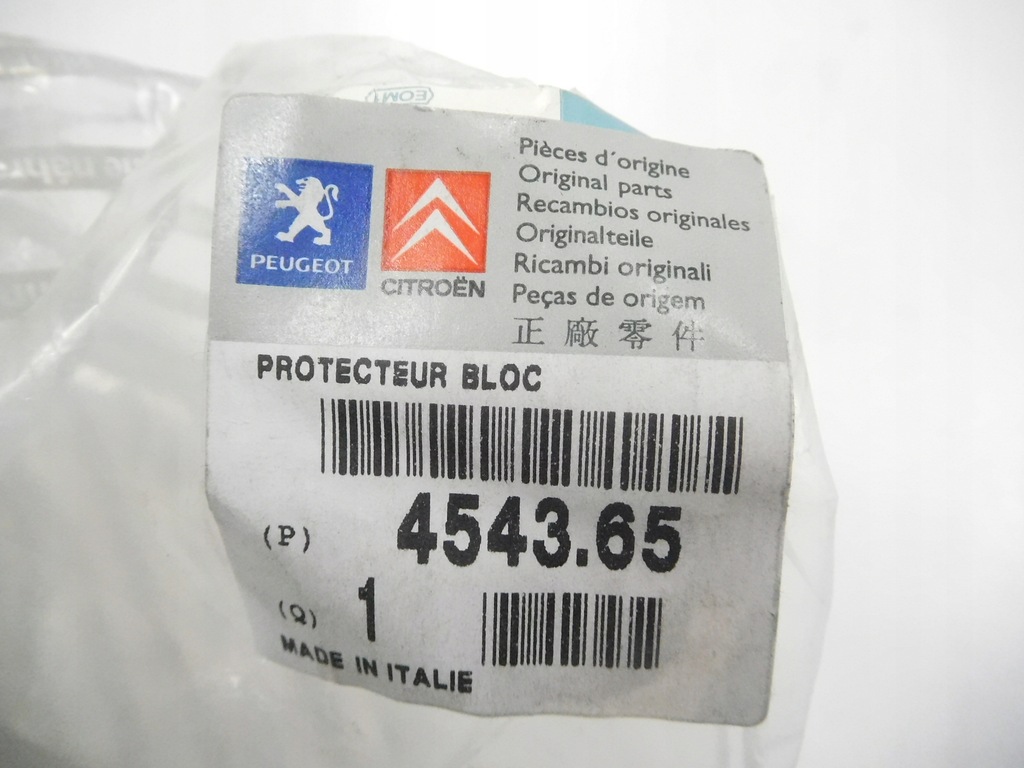 EOM
PEUGEOT
CITROËN
Pièces d'origine
Original parts
Recambios originales
Originalteile
Ricambi originali
Peças de origem
正廠零件
PROTECTEUR BLOC
(P) 4543.65
(Q) 1
MADE IN ITALIE